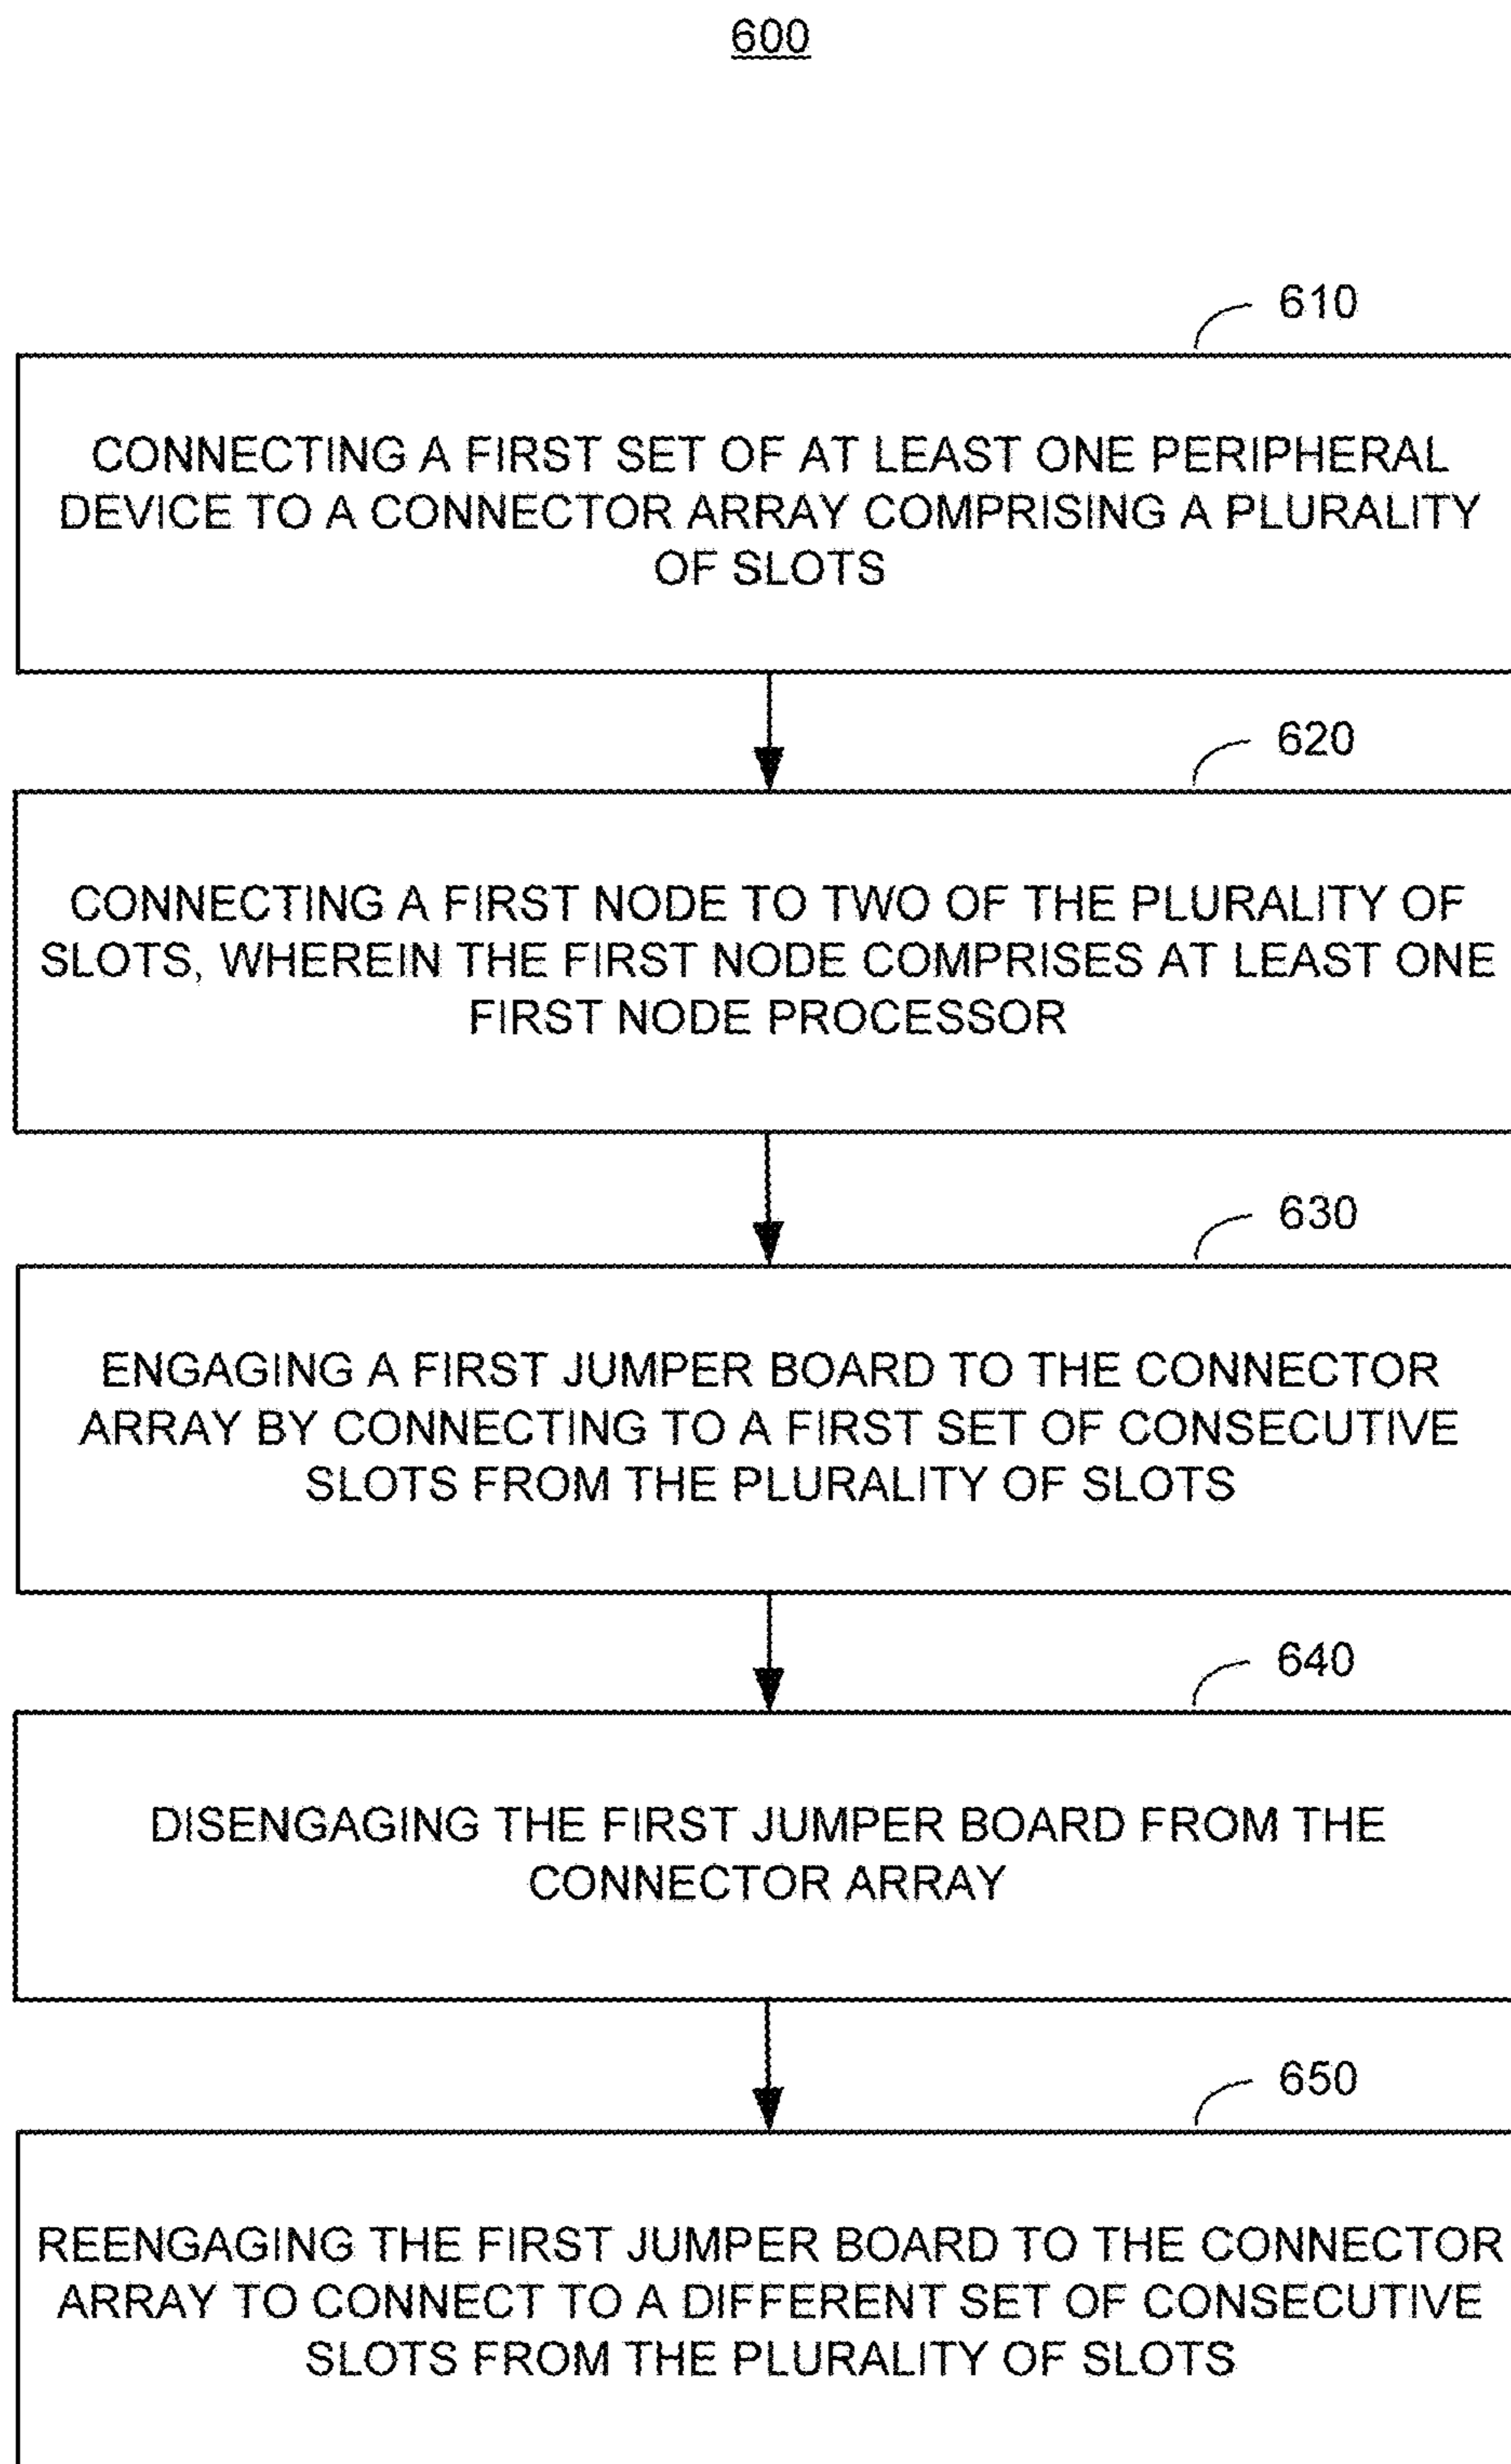 600
610
CONNECTING A FIRST SET OF AT LEAST ONE PERIPHERAL
DEVICE TO A CONNECTOR ARRAY COMPRISING A PLURALITY
OF SLOTS
620
CONNECTING A FIRST NODE TO TWO OF THE PLURALITY OF
SLOTS, WHEREIN THE FIRST NODE COMPRISES AT LEAST ONE
FIRST NODE PROCESSOR
630
ENGAGING A FIRST JUMPER BOARD TO THE CONNECTOR
ARRAY BY CONNECTING TO A FIRST SET OF CONSECUTIVE
SLOTS FROM THE PLURALITY OF SLOTS
640
DISENGAGING THE FIRST JUMPER BOARD FROM THE
CONNECTOR ARRAY
650
REENGAGING THE FIRST JUMPER BOARD TO THE CONNECTOR
ARRAY TO CONNECT TO A DIFFERENT SET OF CONSECUTIVE
SLOTS FROM THE PLURALITY OF SLOTS